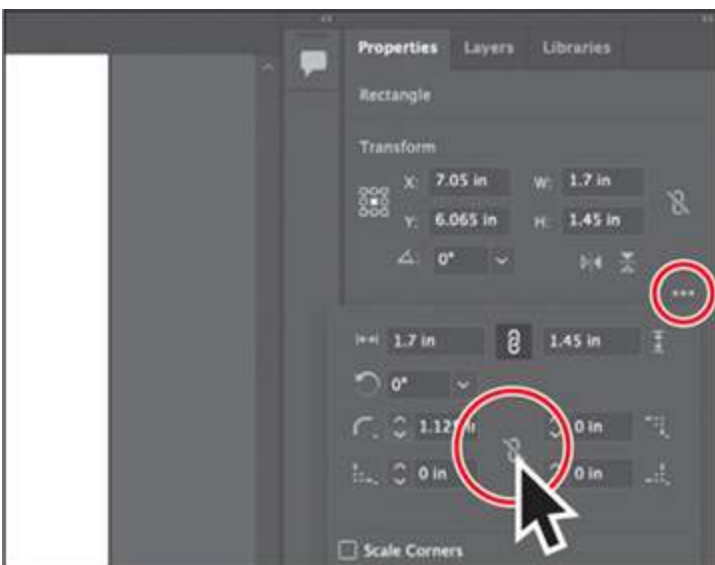 Properties Layers Libraries
Rectangle
Transform
X: 7.05 in W: 1.7 in
Y: 6.065 in H: 1.45 in
0°
1.7 in 1.45 in
0°
0 in
0 in 0 in
Scale Corners